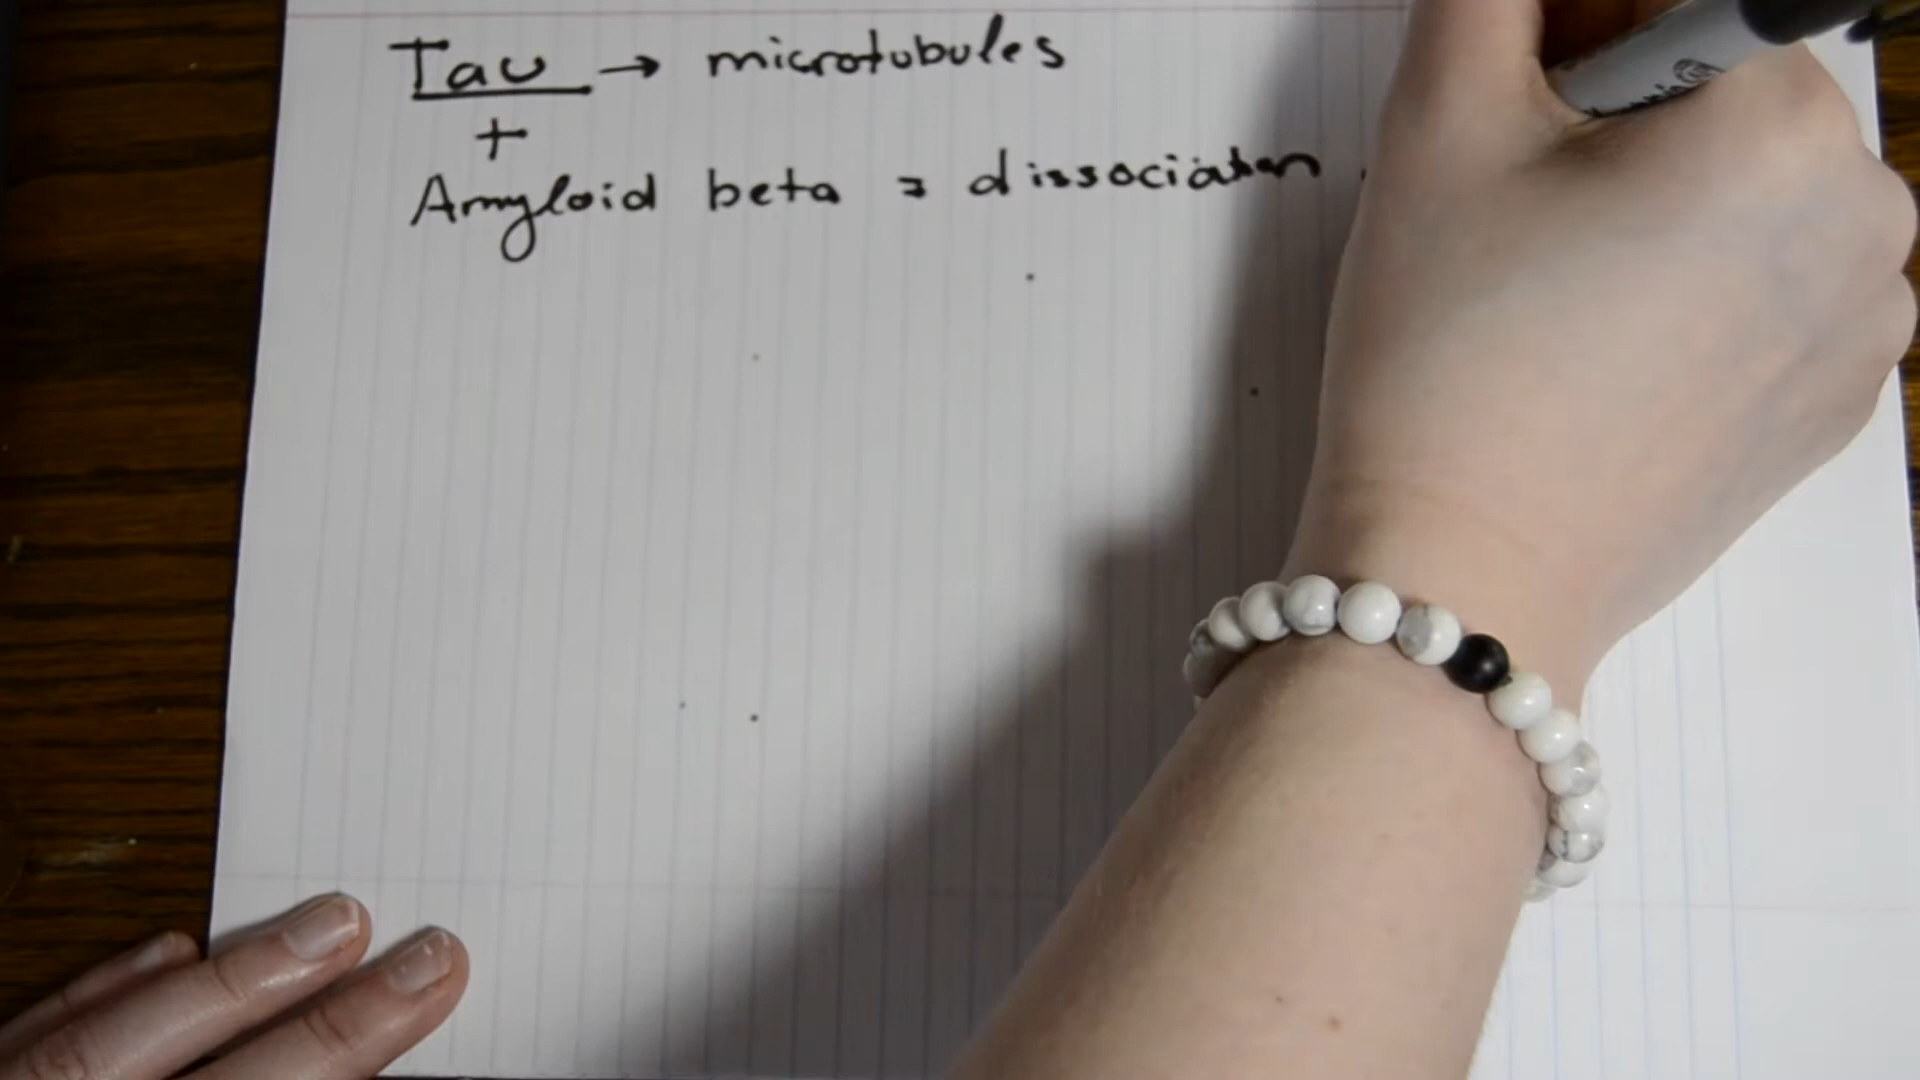 Tau → microtubules
+
Amyloid beta = dissociation